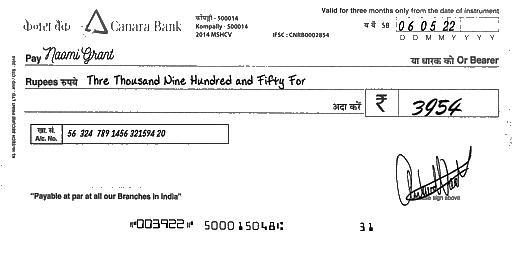 केनरा बैंक Canara Bank
कोंपल्ली - 500014
Kompally - 500014
2014 MSHCV
IFSC : CNRB0002854
Valid for three months only from the date of instrument
SB 06 05 22
D D M M Y Y Y Y
Pay Naomi Grant या धारक को Or Bearer
Rupees रुपये Thre Thousand Nine Hundred and Fifty For
अदा करें ₹ 3954
खा. सं.
A/c. No. 56 324 789 1456 321594 20
Please sign above
"Payable at par at all our Branches in India"
⑈003922⑈ 500015048⑆ 31